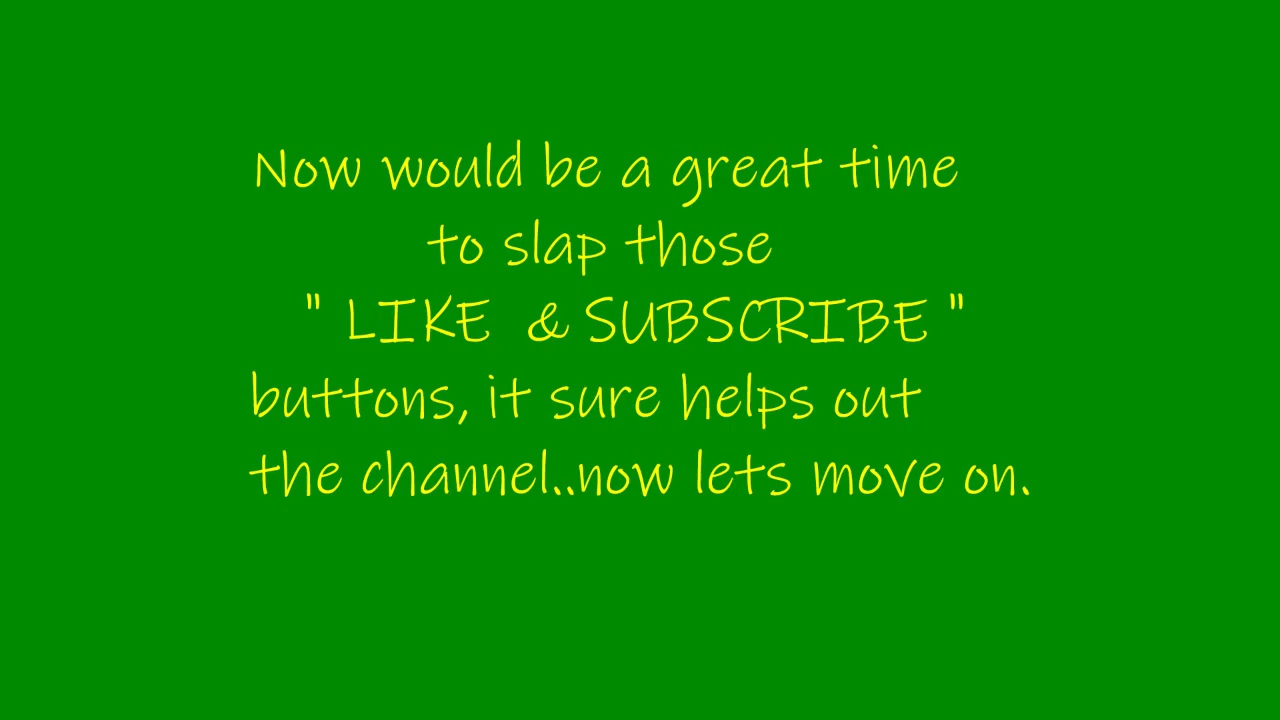 Now would be a great time
to slap those
" LIKE & SUBSCRIBE "
buttons, it sure helps out
the channel..now lets move on.